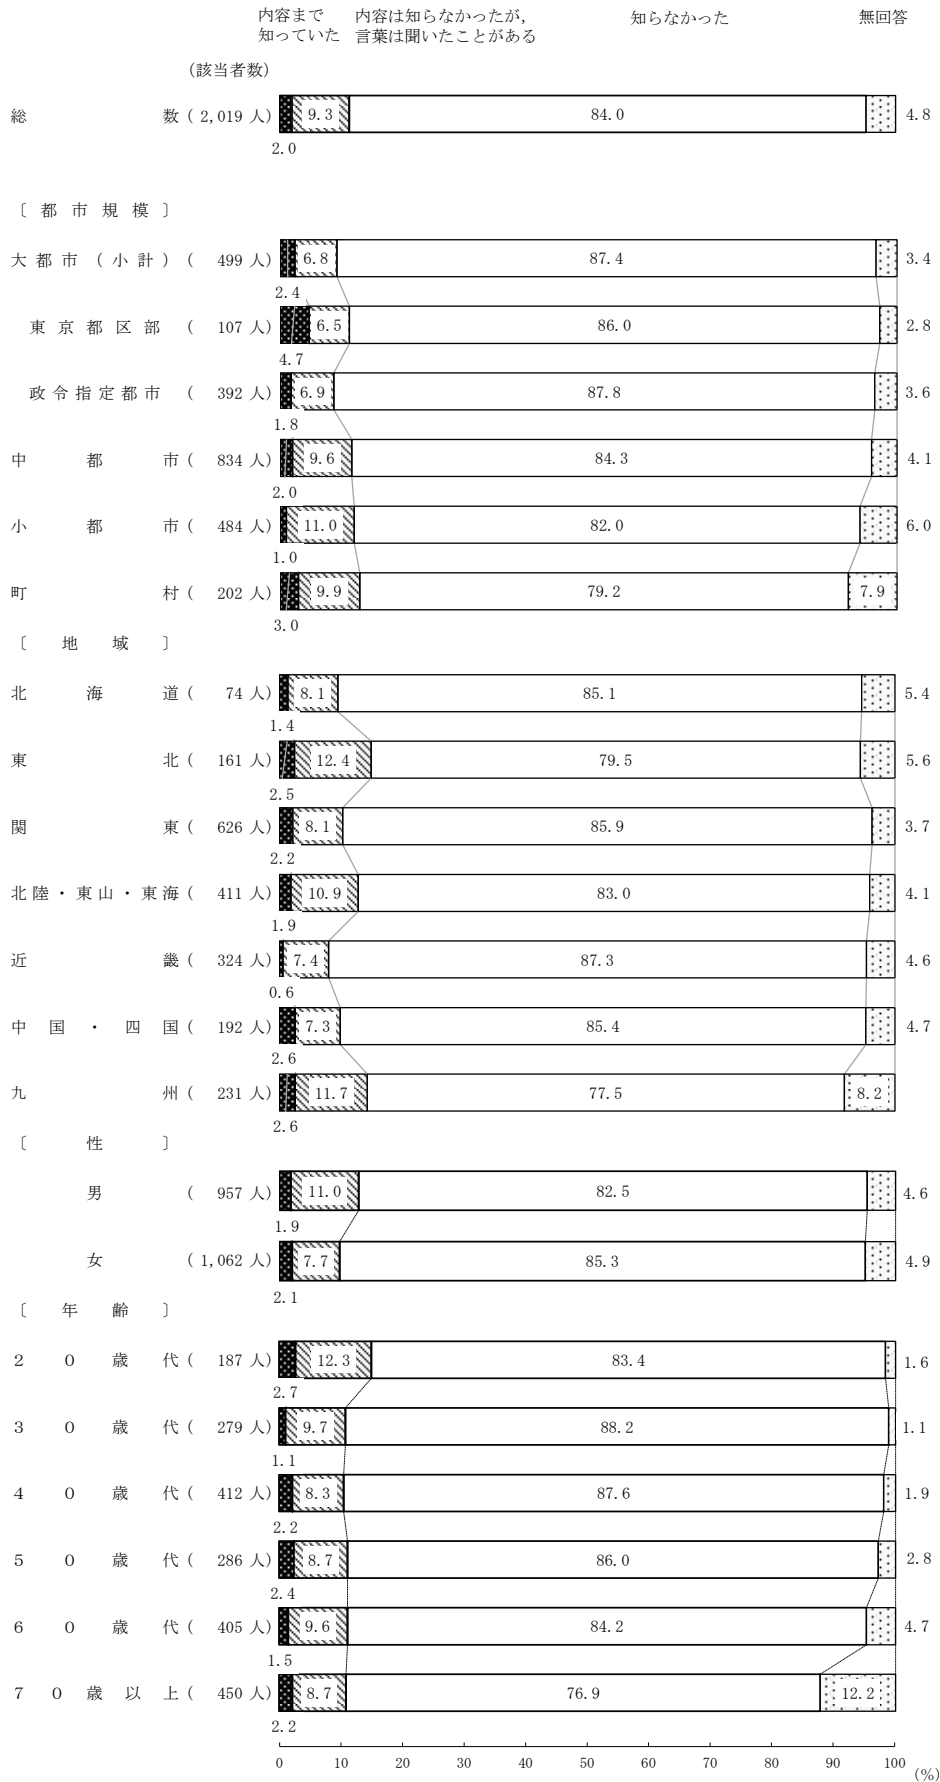 内容まで 内容は知らなかったが， 知らなかった 無回答
知っていた 言葉は聞いたことがある
（該当者数）
総数 ( 2,019 人) 9.3 84.0 4.8
2.0
〔都市規模〕
大都市（小計） ( 499 人) 6.8 87.4 3.4
2.4
東京都区部 ( 107 人) 6.5 86.0 2.8
4.7
政令指定都市 ( 392 人) 6.9 87.8 3.6
1.8
中都市 ( 834 人) 9.6 84.3 4.1
2.0
小都市 ( 484 人) 11.0 82.0 6.0
1.0
町村 ( 202 人) 9.9 79.2 7.9
3.0
〔地域〕
北海道 ( 74 人) 8.1 85.1 5.4
1.4
東北 ( 161 人) 12.4 79.5 5.6
2.5
関東 ( 626 人) 8.1 85.9 3.7
2.2
北陸・東山・東海 ( 411 人) 10.9 83.0 4.1
1.9
近畿 ( 324 人) 7.4 87.3 4.6
0.6
中国・四国 ( 192 人) 7.3 85.4 4.7
2.6
九州 ( 231 人) 11.7 77.5 8.2
2.6
〔性〕
男 ( 957 人) 11.0 82.5 4.6
1.9
女 ( 1,062 人) 7.7 85.3 4.9
2.1
〔年齢〕
２０歳代 ( 187 人) 12.3 83.4 1.6
2.7
３０歳代 ( 279 人) 9.7 88.2 1.1
1.1
４０歳代 ( 412 人) 8.3 87.6 1.9
2.2
５０歳代 ( 286 人) 8.7 86.0 2.8
2.4
６０歳代 ( 405 人) 9.6 84.2 4.7
1.5
７０歳以上 ( 450 人) 8.7 76.9 12.2
2.2
0 10 20 30 40 50 60 70 80 90 100
(%)